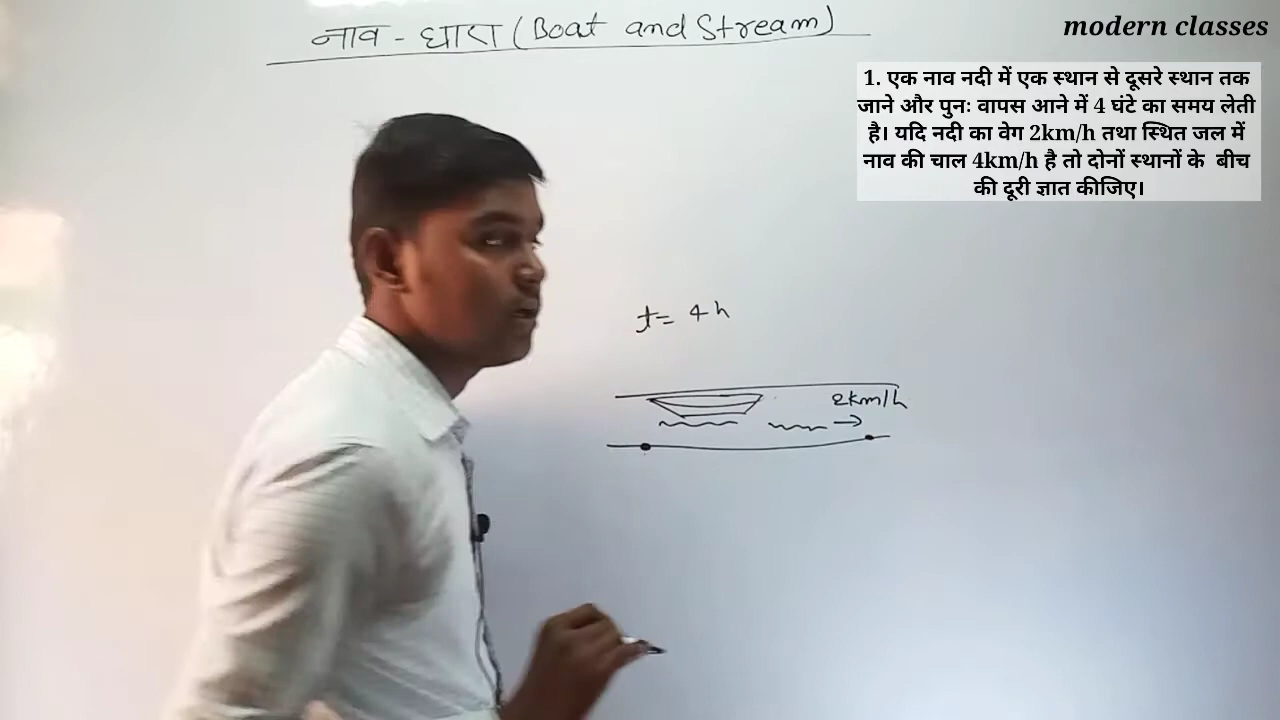 नाव - धारा (Boat and Stream)
modern classes
1. एक नाव नदी में एक स्थान से दूसरे स्थान तक
जाने और पुनः वापस आने में 4 घंटे का समय लेती
है। यदि नदी का वेग 2km/h तथा स्थित जल में
नाव की चाल 4km/h है तो दोनों स्थानों के बीच
की दूरी ज्ञात कीजिए।
t= 4h
2km/h